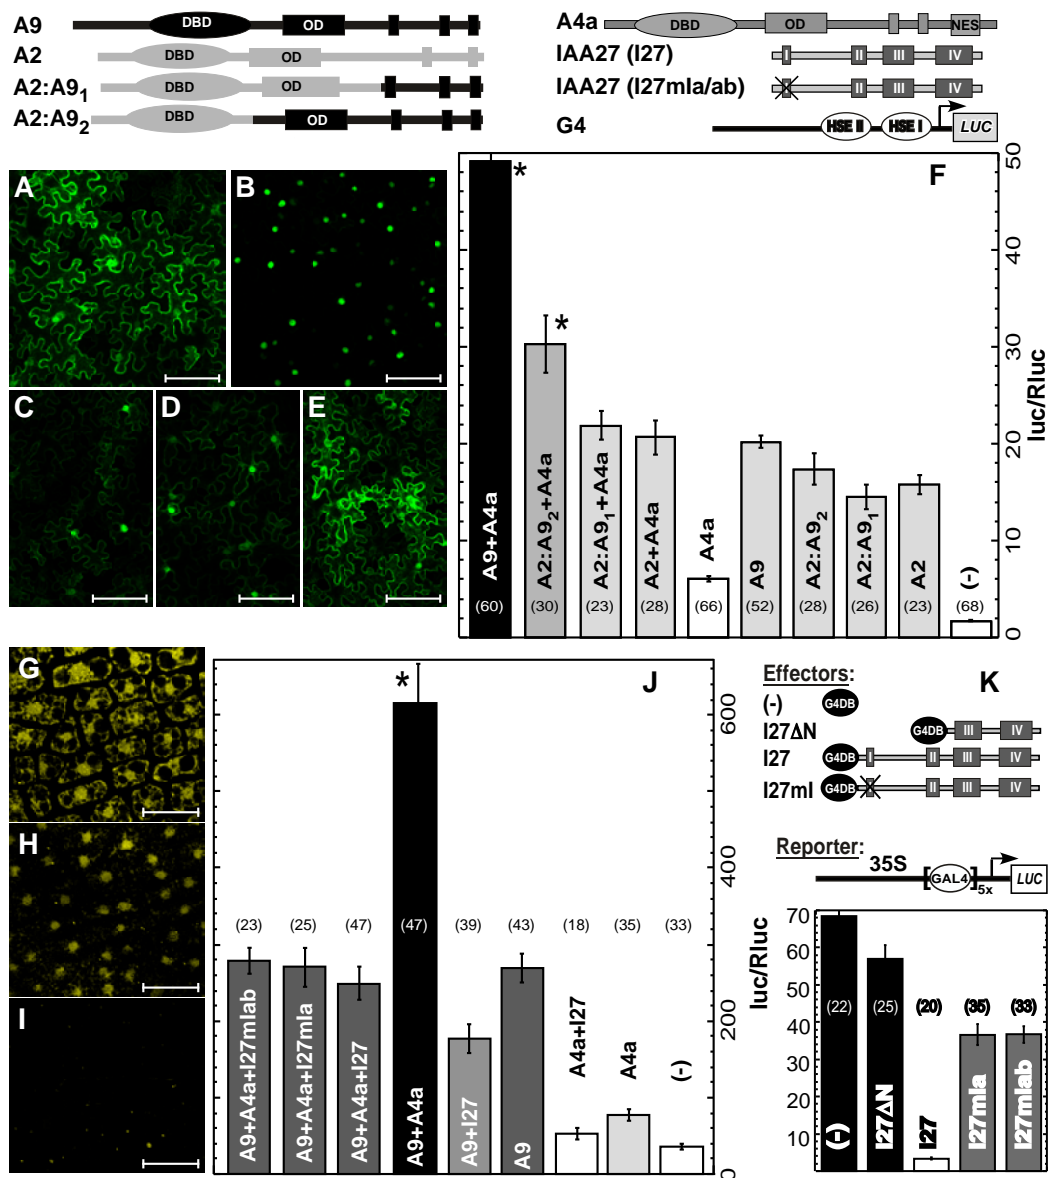 A9 DBD OD
A2 DBD OD
A2:A9₁ DBD OD
A2:A9₂ DBD OD
A4a DBD OD NES
IAA27 (I27) I II III IV
IAA27 (I27mIa/ab) I II III IV
G4 HSE II HSE I LUC
A
B
C
D
E
F
50
40
30
20
10
0
luc/Rluc
A9+A4a
(60)
A2:A9₂+A4a
(30)
A2:A9₁+A4a
(23)
A2+A4a
(28)
A4a
(66)
A9
(52)
A2:A9₂
(28)
A2:A9₁
(26)
A2
(23)
(-)
(68)
*
*
G
H
I
J
*
600
400
200
0
(23)
A9+A4a+I27mIab
(25)
A9+A4a+I27mIa
(47)
A9+A4a+I27
(47)
A9+A4a
(39)
A9+I27
(43)
A9
(18)
A4a+I27
(35)
A4a
(33)
(-)
K
Effectors:
(-) G4DB
I27ΔN G4DB III IV
I27 G4DB I II III IV
I27mI G4DB I II III IV
Reporter:
35S [GAL4]5x LUC
luc/Rluc
70
60
50
40
30
20
10
(22)
(-)
(25)
I27ΔN
(20)
I27
(35)
I27mIa
(33)
I27mIab